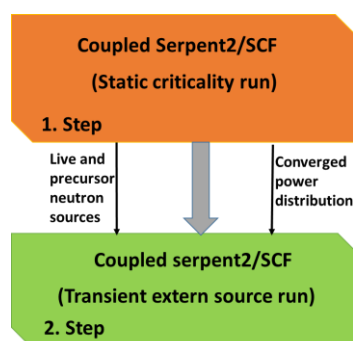 Coupled Serpent2/SCF
(Static criticality run)
1. Step
Live and
precursor
neutron
sources
Converged
power
distribution
Coupled serpent2/SCF
(Transient extern source run)
2. Step